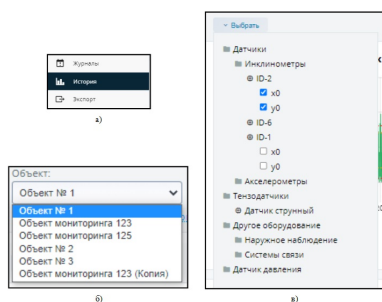 Журналы
История
Экспорт
а)
Объект:
Объект № 1
Объект № 1
Объект мониторинга 123
Объект мониторинга 125
Объект № 2
Объект № 3
Объект мониторинга 123 (Копия)
б)
Выбрать
Датчики
Инклинометры
ID-2
x0
y0
ID-6
ID-1
x0
y0
Акселерометры
Тензодатчики
Датчик струнный
Другое оборудование
Наружное наблюдение
Системы связи
Датчик давления
в)